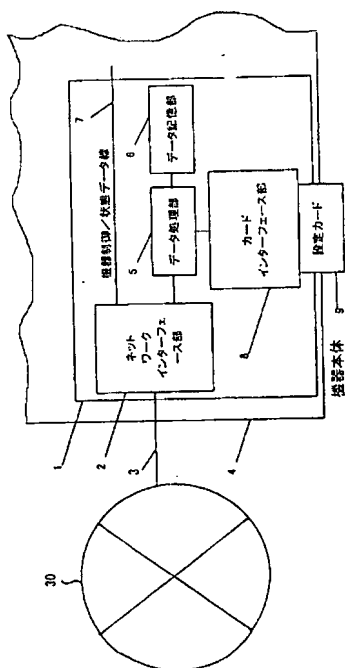 30
1
2
3
4
ネット
ワーク
インターフェ
ース部
機器制御/状態データ線
7
5
データ処理部
6
データ記憶部
カード
インターフェース部
8
設定カード
9
機器本体